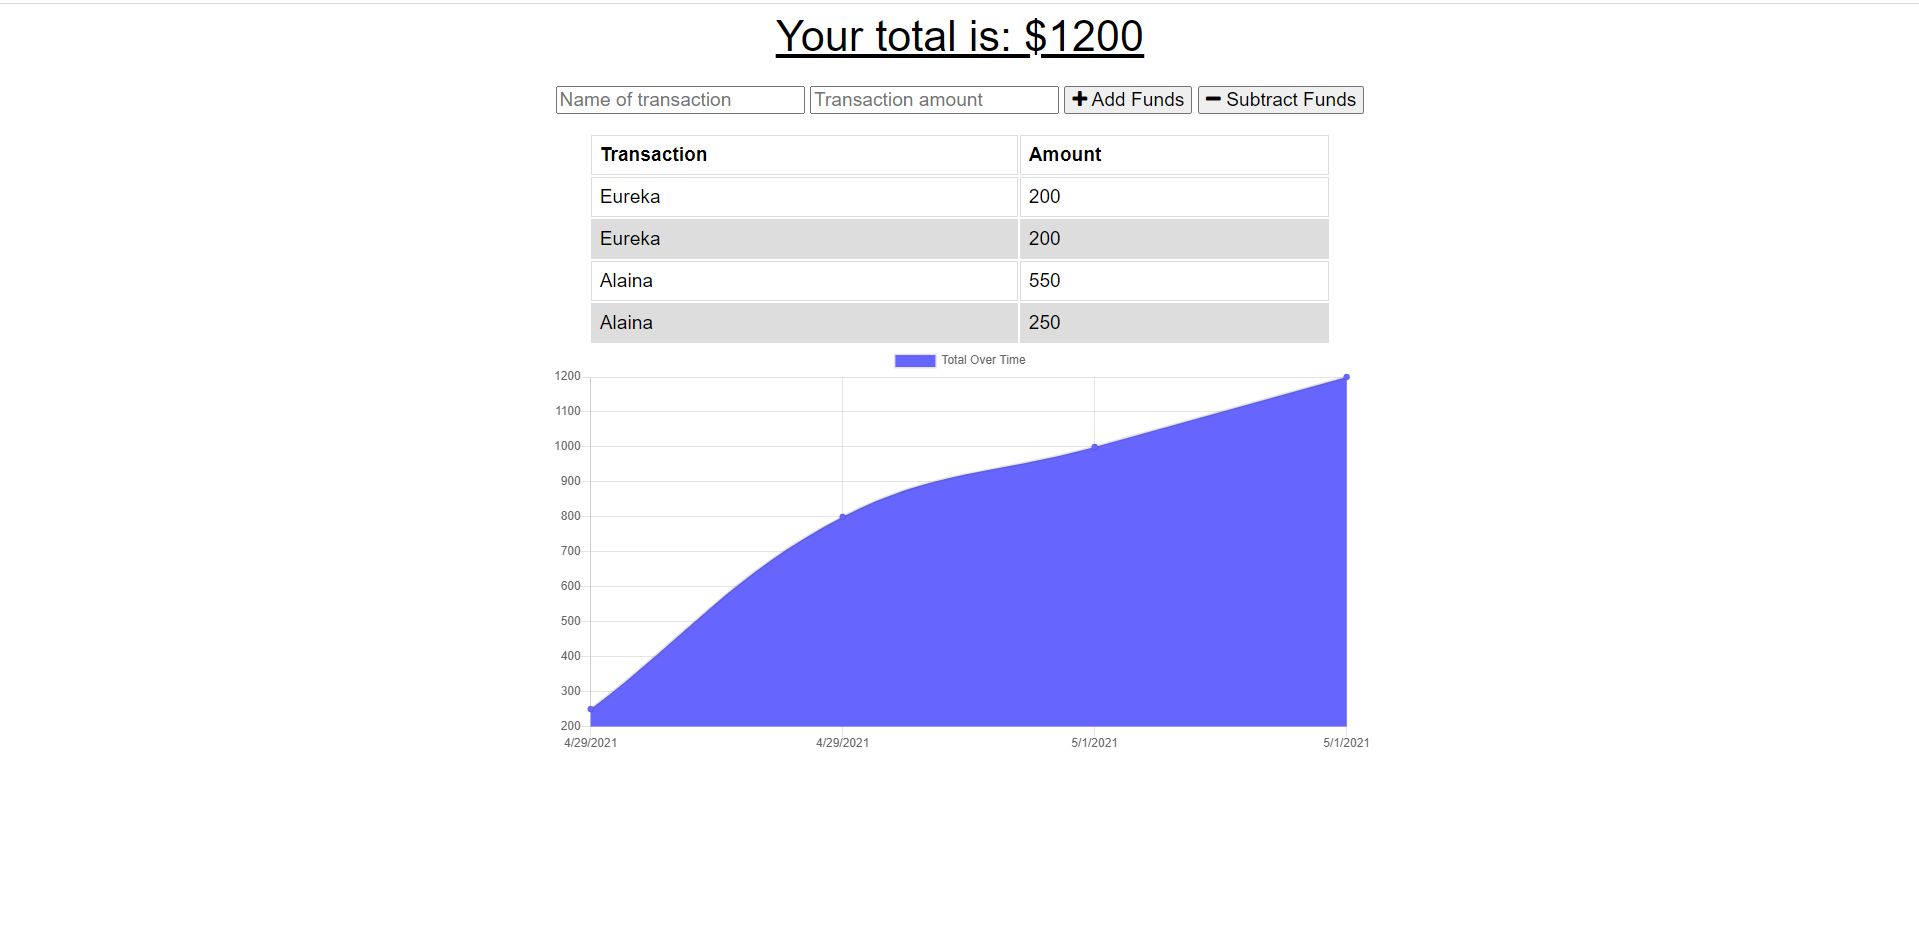 Your total is: $1200
Name of transaction Transaction amount Add Funds Subtract Funds
Transaction Amount
Eureka 200
Eureka 200
Alaina 550
Alaina 250
Total Over Time
1200
1100
1000
900
800
700
600
500
400
300
200
4/29/2021 4/29/2021 5/1/2021 5/1/2021